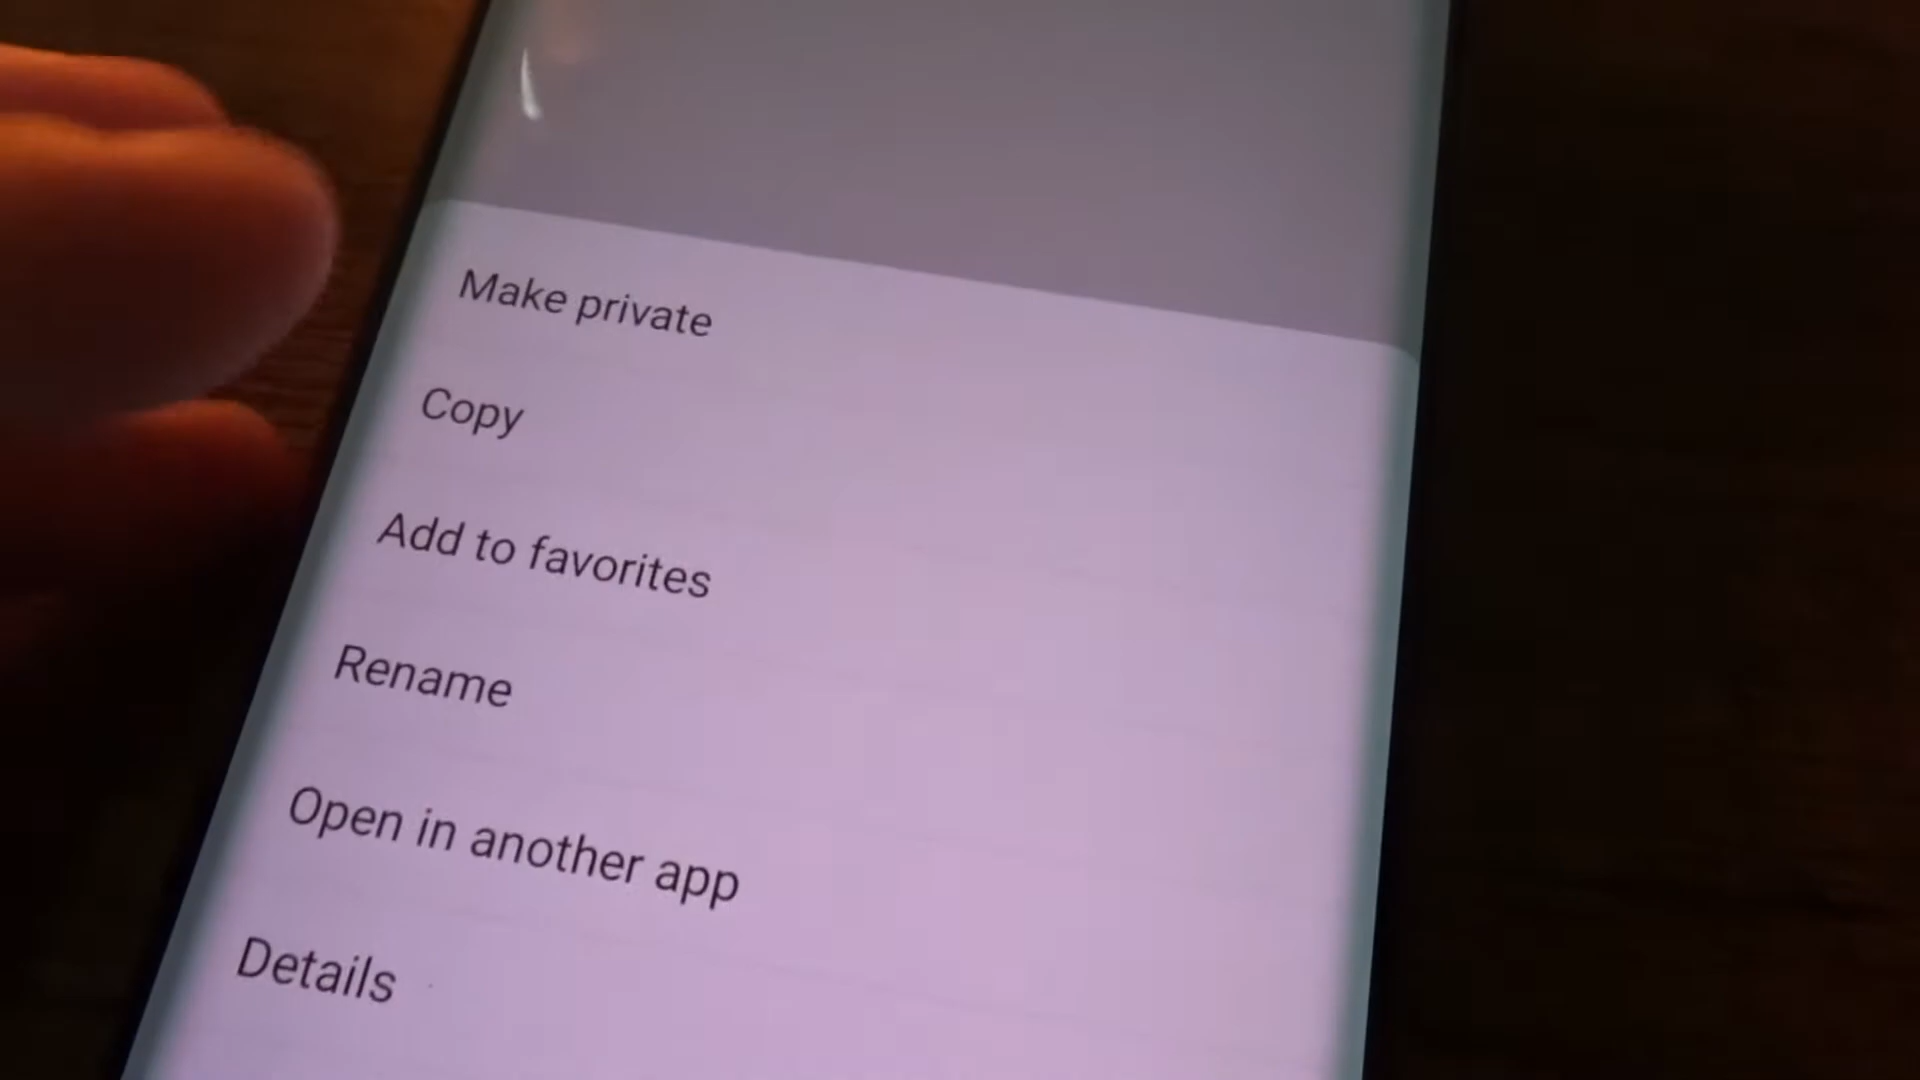 Make private
Copy
Add to favorites
Rename
Open in another app
Details